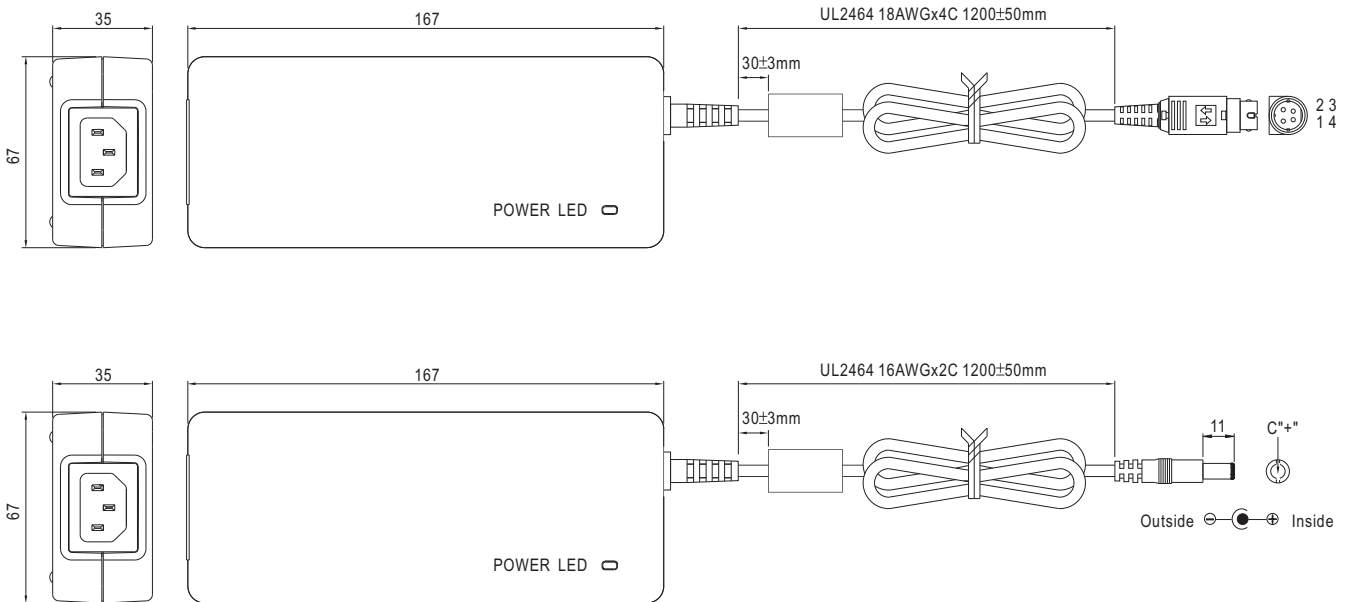 35
167
UL2464 18AWGx4C 1200±50mm
30±3mm
67
2 3
1 4
POWER LED
35
167
UL2464 16AWGx2C 1200±50mm
30±3mm
11
C"+"
67
Outside
Inside
POWER LED